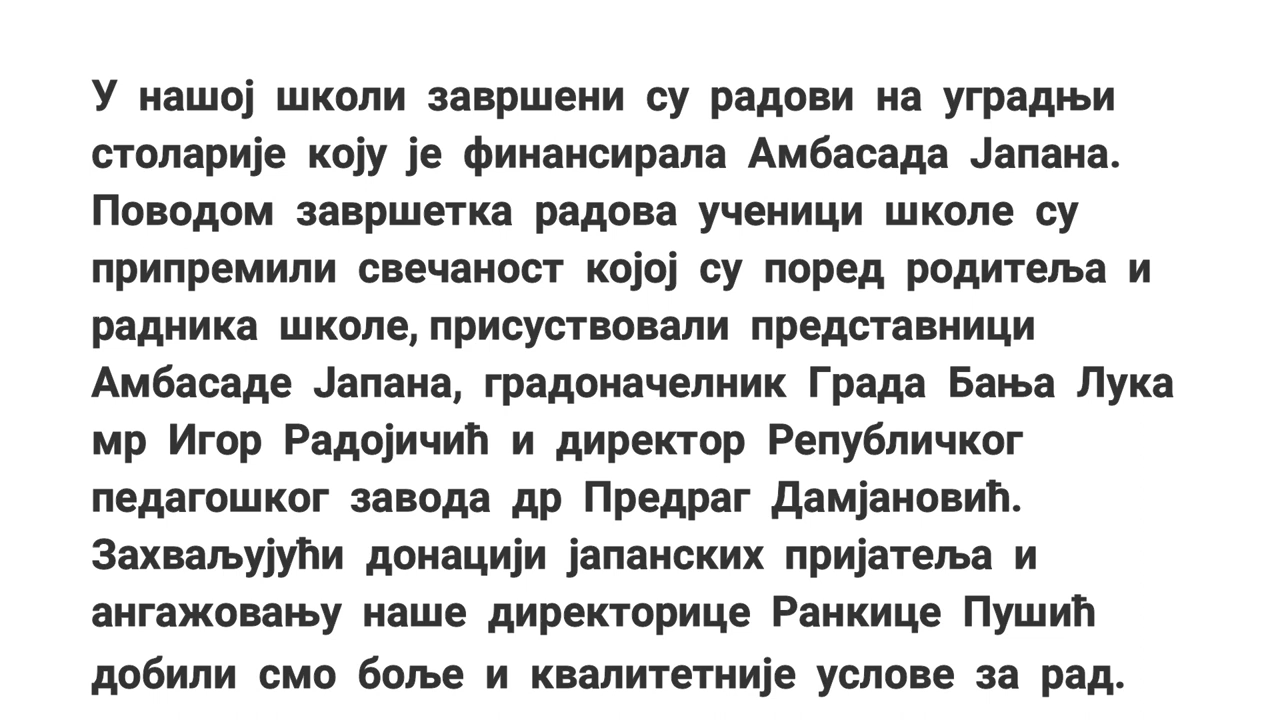 У нашој школи завршени су радови на уградњи
столарије коју је финансирала Амбасада Јапана.
Поводом завршетка радова ученици школе су
припремили свечаност којој су поред родитеља и
радника школе, присуствовали представници
Амбасаде Јапана, градоначелник Града Бања Лука
мр Игор Радојичић и директор Републичког
педагошког завода др Предраг Дамјановић.
Захваљујући донацији јапанских пријатеља и
ангажовању наше директорице Ранкице Пушић
добили смо боље и квалитетније услове за рад.